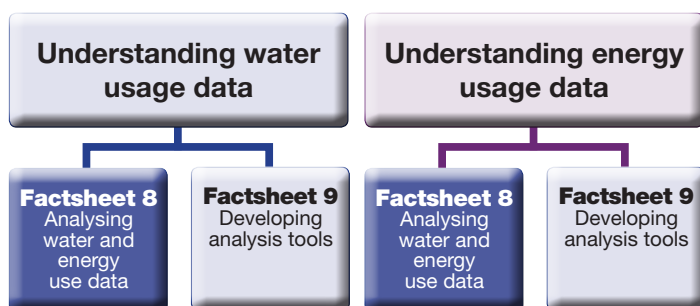 Understanding water
usage data
Understanding energy
usage data
Factsheet 8
Analysing
water and
energy
use data
Factsheet 9
Developing
analysis tools
Factsheet 8
Analysing
water and
energy
use data
Factsheet 9
Developing
analysis tools